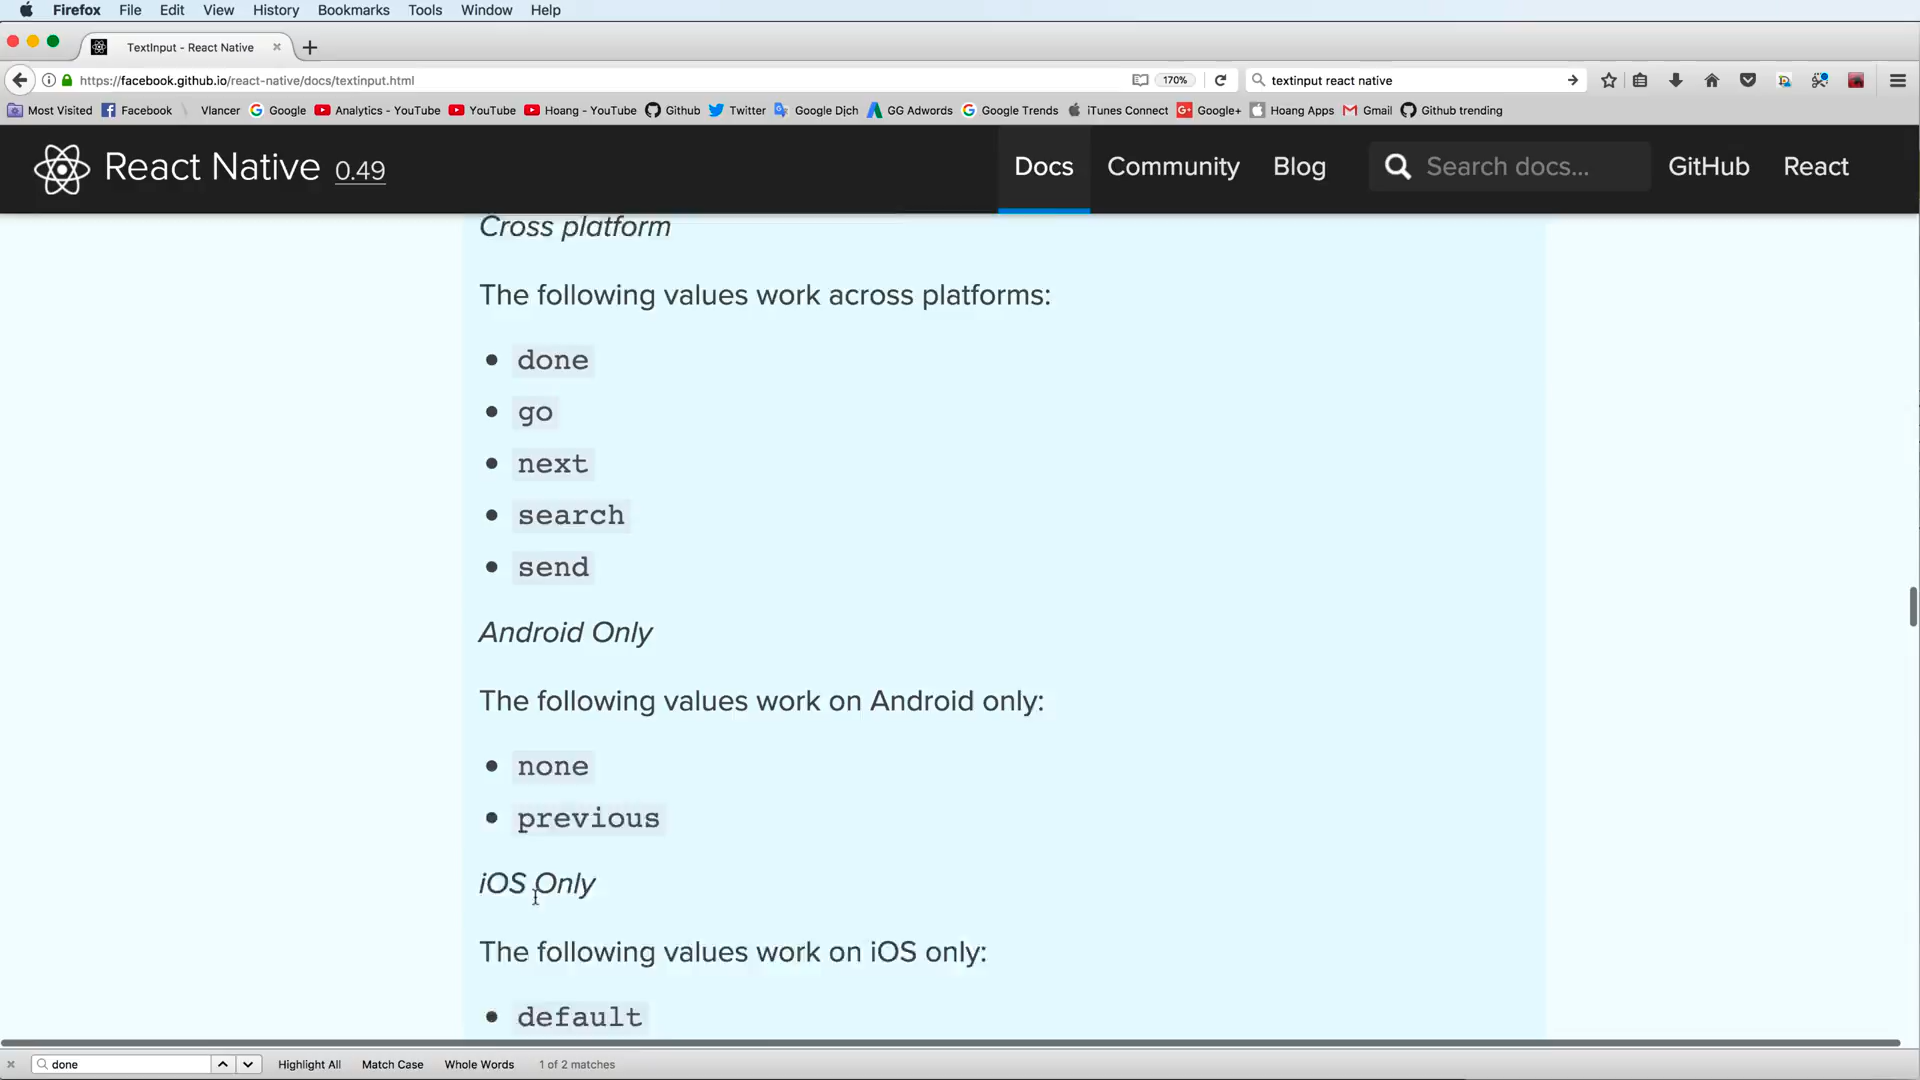 Firefox File Edit View History Bookmarks Tools Window Help
TextInput - React Native
https://facebook.github.io/react-native/docs/textinput.html 170% textinput react native
Most Visited Facebook Vlancer Google Analytics - YouTube YouTube Hoang - YouTube Github Twitter Google Dịch GG Adwords Google Trends iTunes Connect Google+ Hoang Apps Gmail Github trending
React Native 0.49 Docs Community Blog Search docs... GitHub React
Cross platform
The following values work across platforms:
done
go
next
search
send
Android Only
The following values work on Android only:
none
previous
iOS Only
The following values work on iOS only:
default
done Highlight All Match Case Whole Words 1 of 2 matches